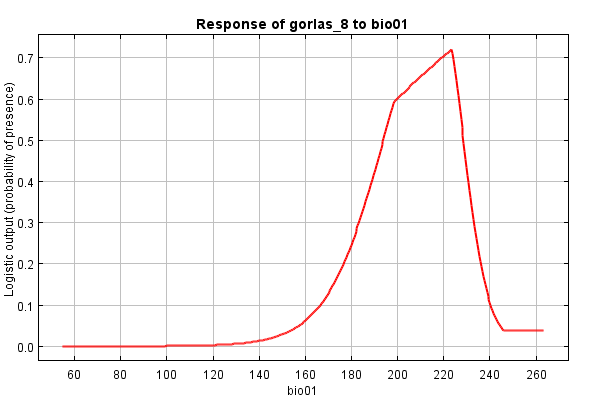 Response of gorlas_8 to bio01
Logistic output (probability of presence)
0.7
0.6
0.5
0.4
0.3
0.2
0.1
0.0
60 80 100 120 140 160 180 200 220 240 260
bio01